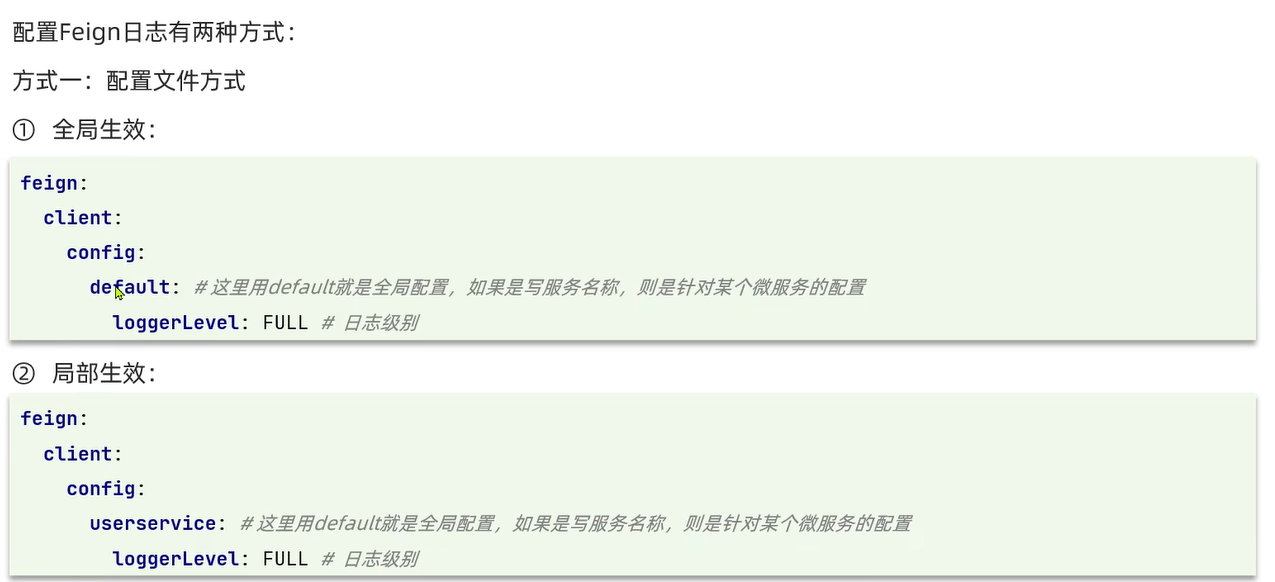 配置Feign日志有两种方式：
方式一：配置文件方式
① 全局生效：
feign:
  client:
    config:
      default: # 这里用default就是全局配置，如果是写服务名称，则是针对某个微服务的配置
        loggerLevel: FULL # 日志级别
② 局部生效：
feign:
  client:
    config:
      userservice: # 这里用default就是全局配置，如果是写服务名称，则是针对某个微服务的配置
        loggerLevel: FULL # 日志级别